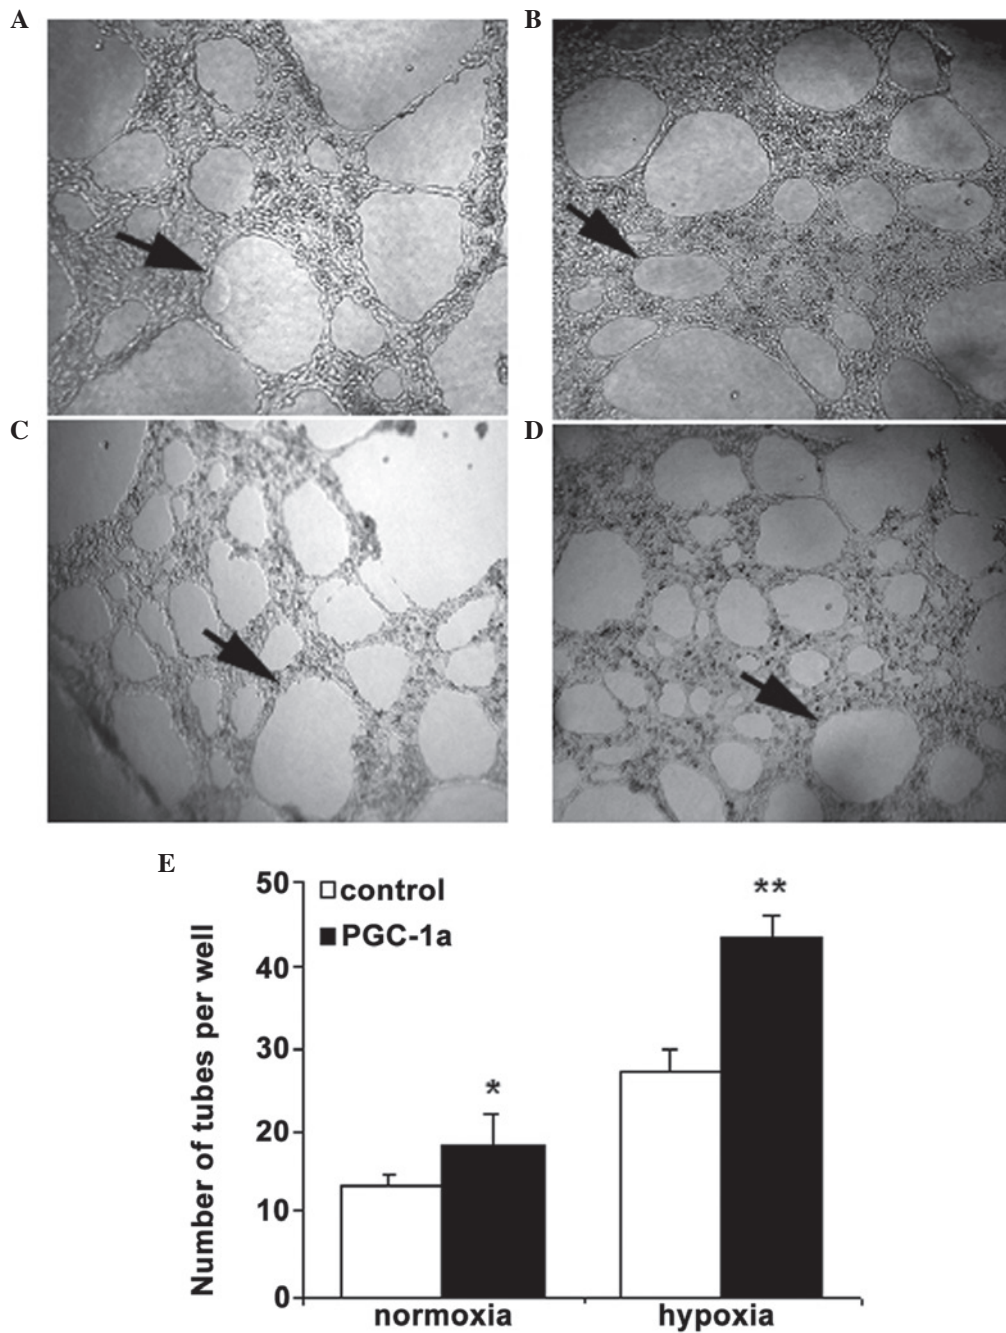 A
B
C
D
E
Number of tubes per well
50
40
30
20
10
0
control
PGC-1a
*
**
normoxia
hypoxia